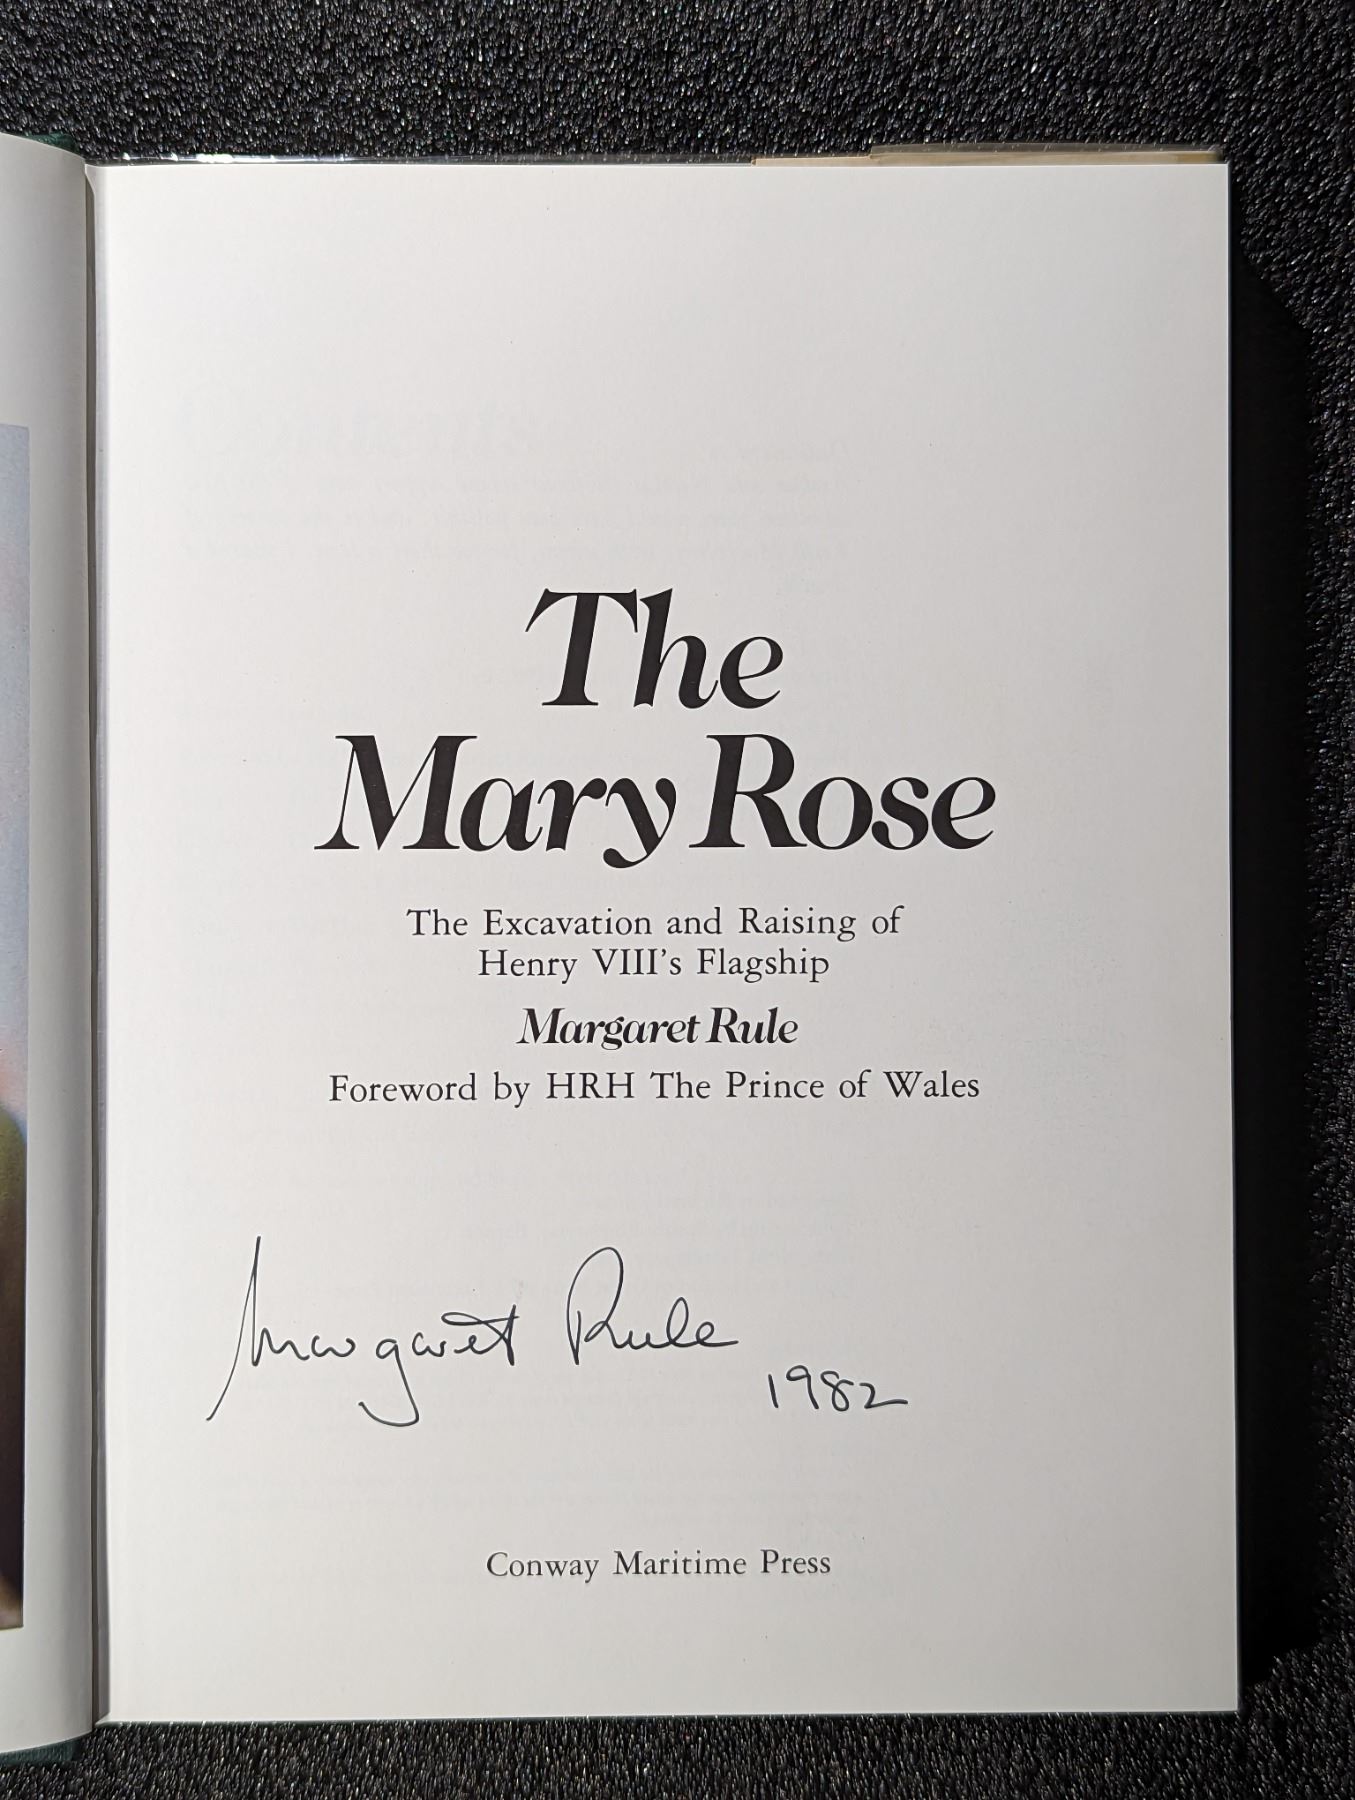 The
Mary Rose
The Excavation and Raising of
Henry VIII's Flagship
Margaret Rule
Foreword by HRH The Prince of Wales
Margaret Rule
1982
Conway Maritime Press